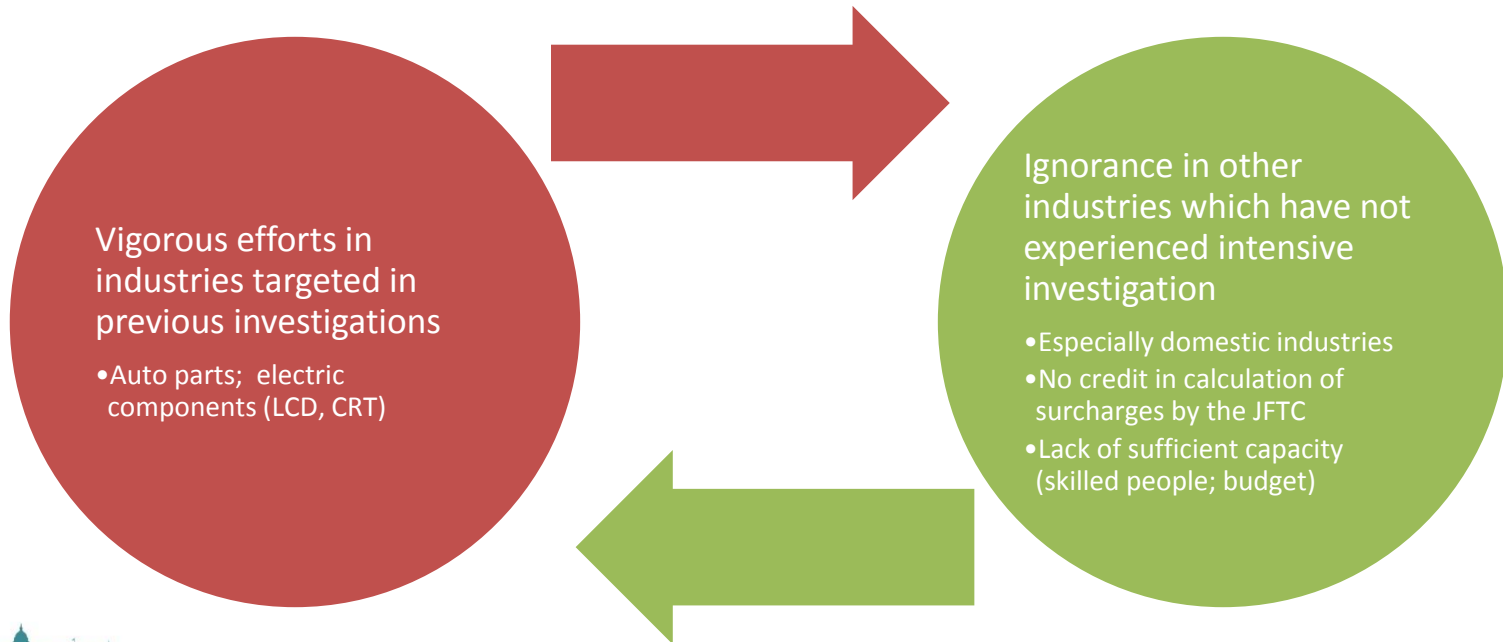 Vigorous efforts in
industries targeted in
previous investigations
•Auto parts;  electric
components (LCD, CRT)
Ignorance in other
industries which have not
experienced intensive
investigation
•Especially domestic industries
•No credit in calculation of
surcharges by the JFTC
•Lack of sufficient capacity
(skilled people; budget)